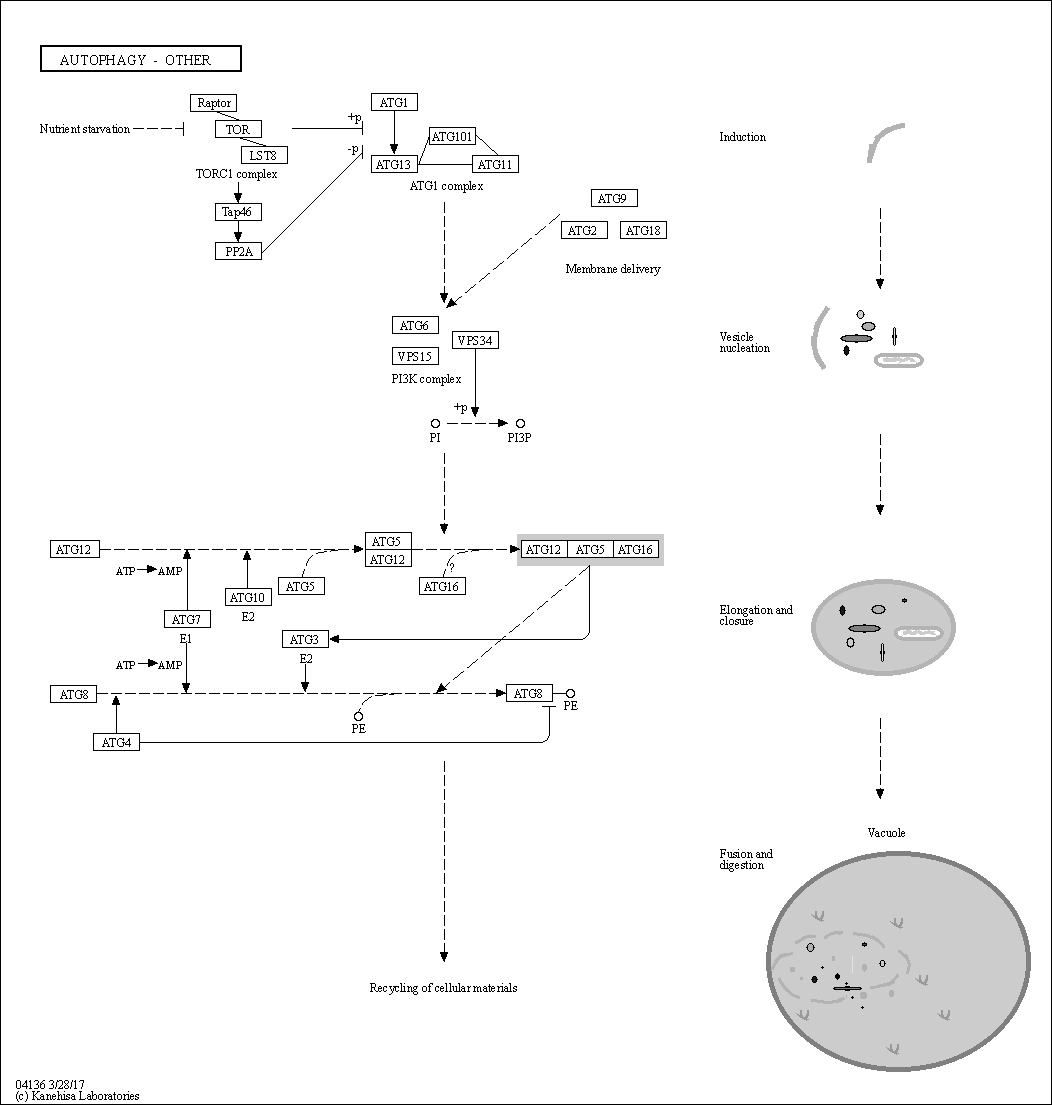 AUTOPHAGY - OTHER
Raptor
ATG1
Nutrient starvation
TOR
+p
ATG101
-p
LST8
ATG13
ATG11
TORC1 complex
ATG1 complex
Induction
Tap46
ATG9
PP2A
ATG2
ATG18
Membrane delivery
ATG6
VPS34
VPS15
PI3K complex
Vesicle
nucleation
+p
PI
PI3P
ATG12
ATG5
ATG12
ATG12
ATG5
ATG16
ATP
AMP
?
ATG5
ATG16
ATG10
E2
ATG7
E1
Elongation and
closure
ATG3
E2
ATP
AMP
ATG8
ATG8
PE
PE
ATG4
Vacuole
Fusion and
digestion
Recycling of cellular materials
04136 3/28/17
(c) Kanehisa Laboratories